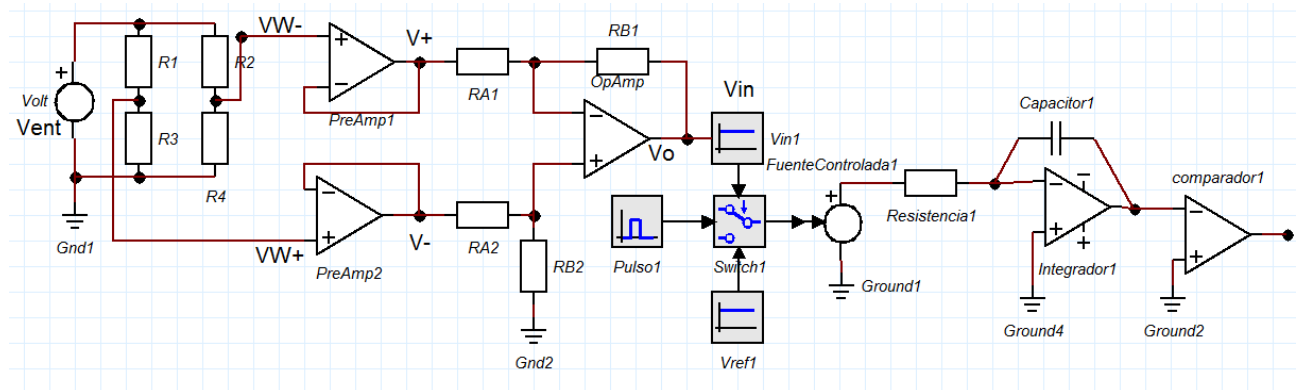 VW-
V+
RB1
R1
R2
OpAmp
Vin
Capacitor1
Volt
Vent
RA1
PreAmp1
Vin1
R3
Vo
FuenteControlada1
comparador1
R4
Resistencia1
Gnd1
VW+
V-
RA2
PreAmp2
RB2
Pulso1
Switch1
Ground1
Integrador1
Ground4
Ground2
Gnd2
Vref1